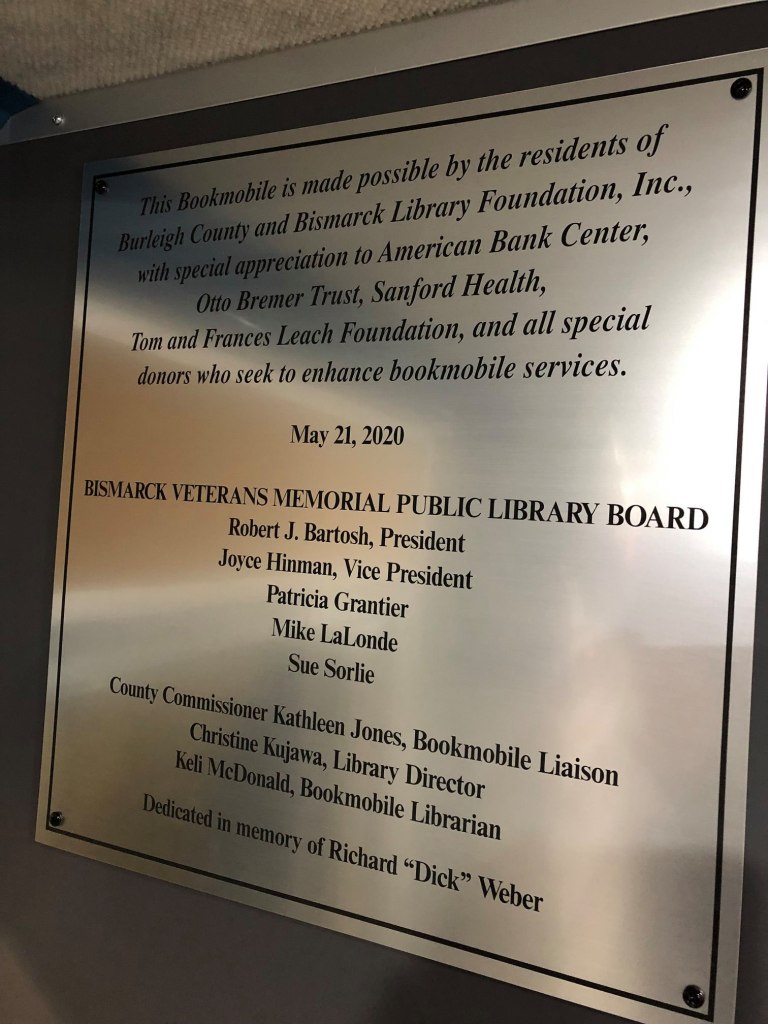 This Bookmobile is made possible by the residents of
Burleigh County and Bismarck Library Foundation, Inc.,
with special appreciation to American Bank Center,
Otto Bremer Trust, Sanford Health,
Tom and Frances Leach Foundation, and all special
donors who seek to enhance bookmobile services.
May 21, 2020
BISMARCK VETERANS MEMORIAL PUBLIC LIBRARY BOARD
Robert J. Bartosh, President
Joyce Hinman, Vice President
Patricia Grantier
Mike LaLonde
Sue Sorlie
County Commissioner Kathleen Jones, Bookmobile Liaison
Christine Kujawa, Library Director
Keli McDonald, Bookmobile Librarian
Dedicated in memory of Richard “Dick” Weber